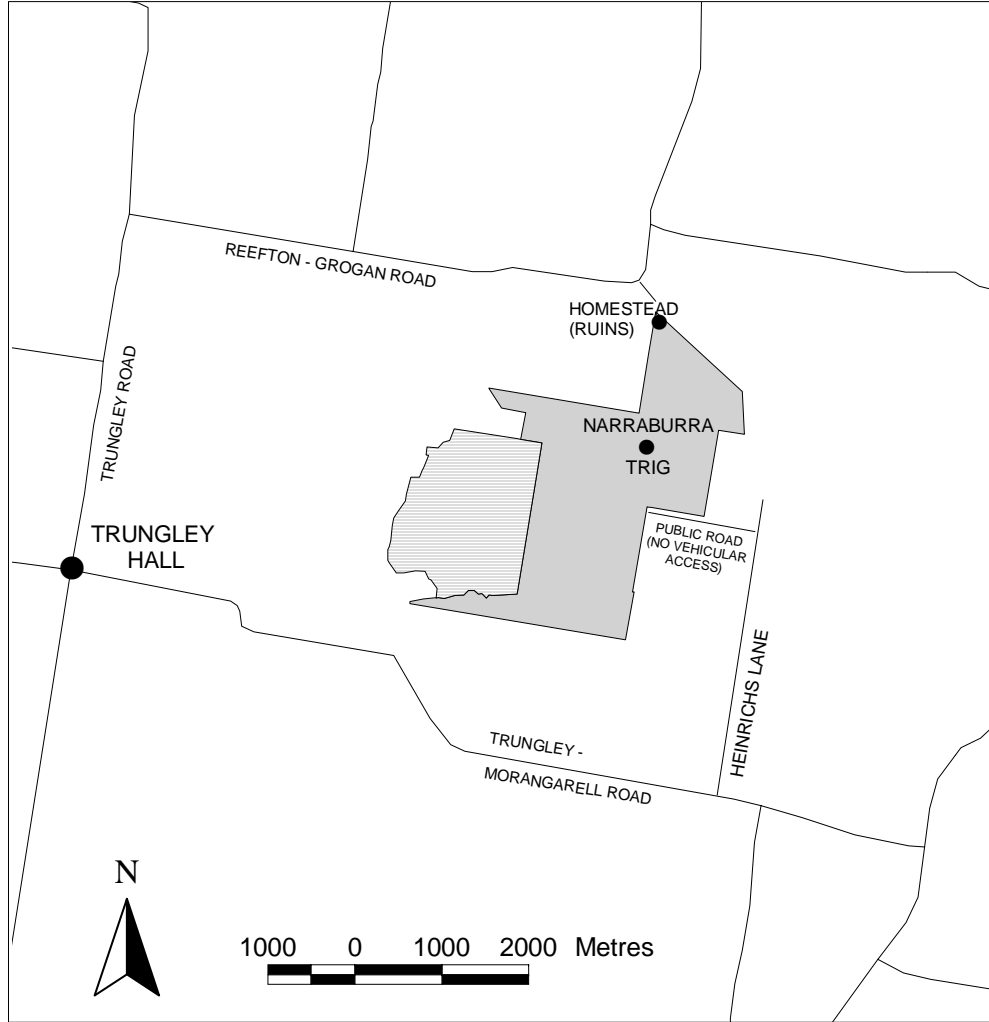 REEFTON - GROGAN ROAD
HOMESTEAD
(RUINS)
TRUNGLEY ROAD
NARRABURRA
TRIG
TRUNGLEY
HALL
PUBLIC ROAD
(NO VEHICULAR
ACCESS)
HEINRICHS LANE
TRUNGLEY -
MORANGARELL ROAD
N
1000 0 1000 2000 Metres